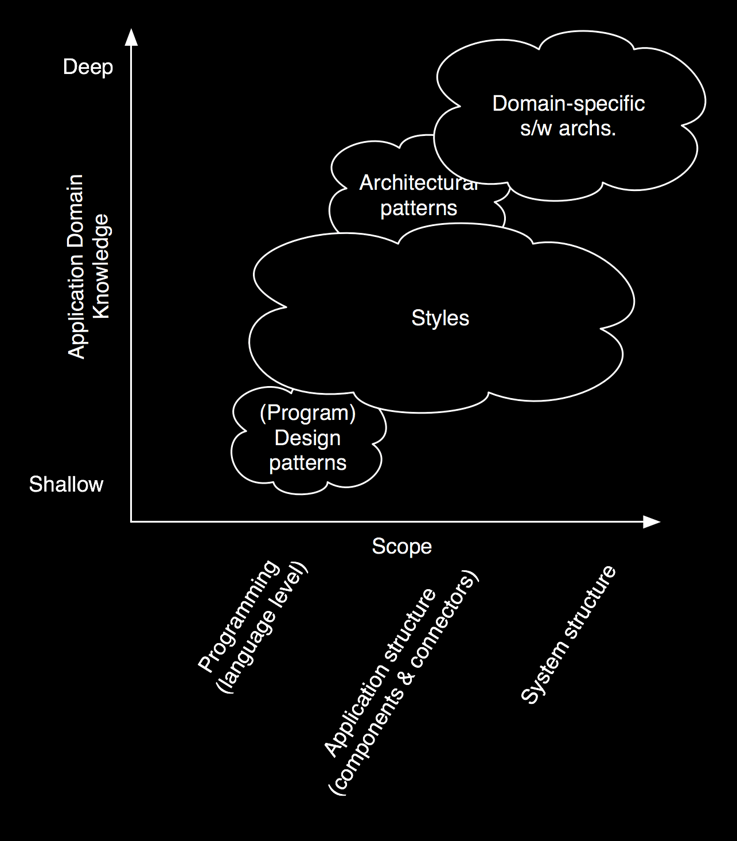 Deep
Domain-specific
s/w archs.
Architectural
patterns
Application Domain
Knowledge
Styles
(Program)
Design
patterns
Shallow
Scope
Programming
(language level)
Application structure
(components & connectors)
System structure